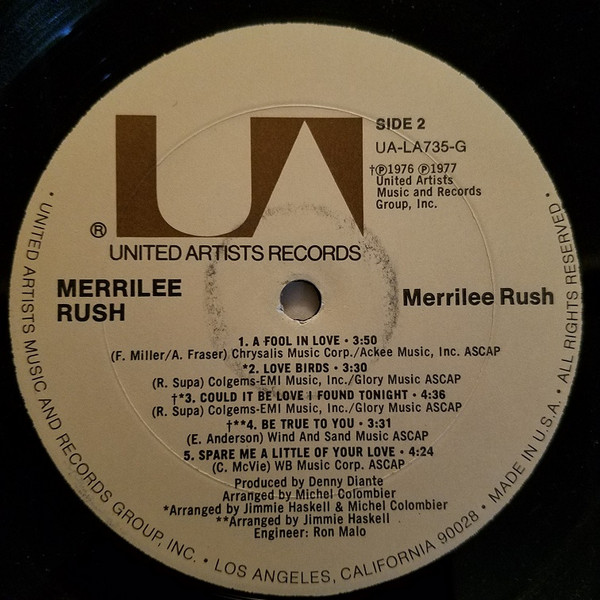 UA
SIDE 2
UA-LA735-G
†℗1976 ℗1977
United Artists
Music and Records
Group, Inc.
®
UNITED ARTISTS RECORDS
MERRILEE
RUSH
Merrilee Rush
1. A FOOL IN LOVE • 3:50
(F. Miller/A. Fraser) Chrysalis Music Corp./Ackee Music, Inc. ASCAP
*2. LOVE BIRDS • 3:30
(R. Supa) Colgems-EMI Music, Inc./Glory Music ASCAP
†*3. COULD IT BE LOVE I FOUND TONIGHT • 4:36
(R. Supa) Colgems-EMI Music, Inc./Glory Music ASCAP
†**4. BE TRUE TO YOU • 3:31
(E. Anderson) Wind And Sand Music ASCAP
5. SPARE ME A LITTLE OF YOUR LOVE • 4:24
(C. McVie) WB Music Corp. ASCAP
Produced by Denny Diante
Arranged by Michel Colombier
*Arranged by Jimmie Haskell & Michel Colombier
**Arranged by Jimmie Haskell
Engineer: Ron Malo
• UNITED ARTISTS MUSIC AND RECORDS GROUP, INC. • LOS ANGELES, CALIFORNIA 90028 • MADE IN U.S.A. • ALL RIGHTS RESERVED •